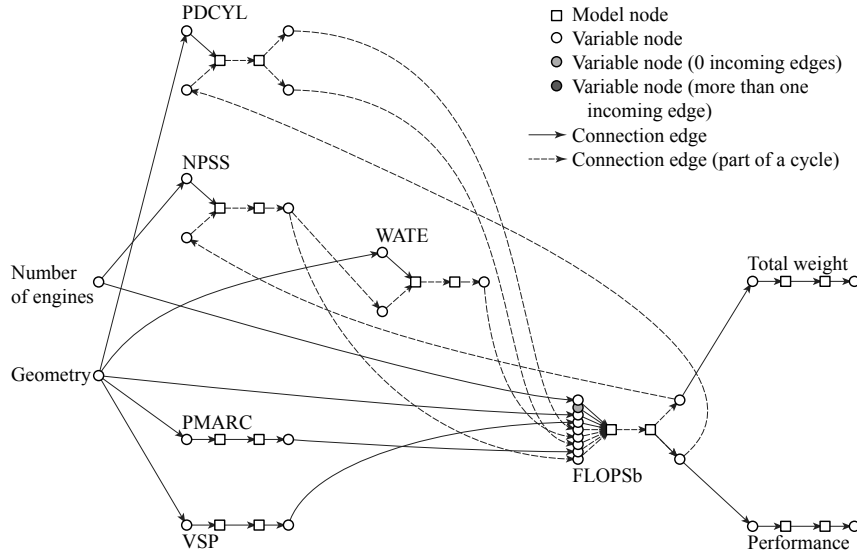 PDCYL
Model node
Variable node
Variable node (0 incoming edges)
Variable node (more than one
incoming edge)
Connection edge
Connection edge (part of a cycle)
NPSS
WATE
Number
of engines
Total weight
Geometry
PMARC
FLOPSb
VSP
Performance